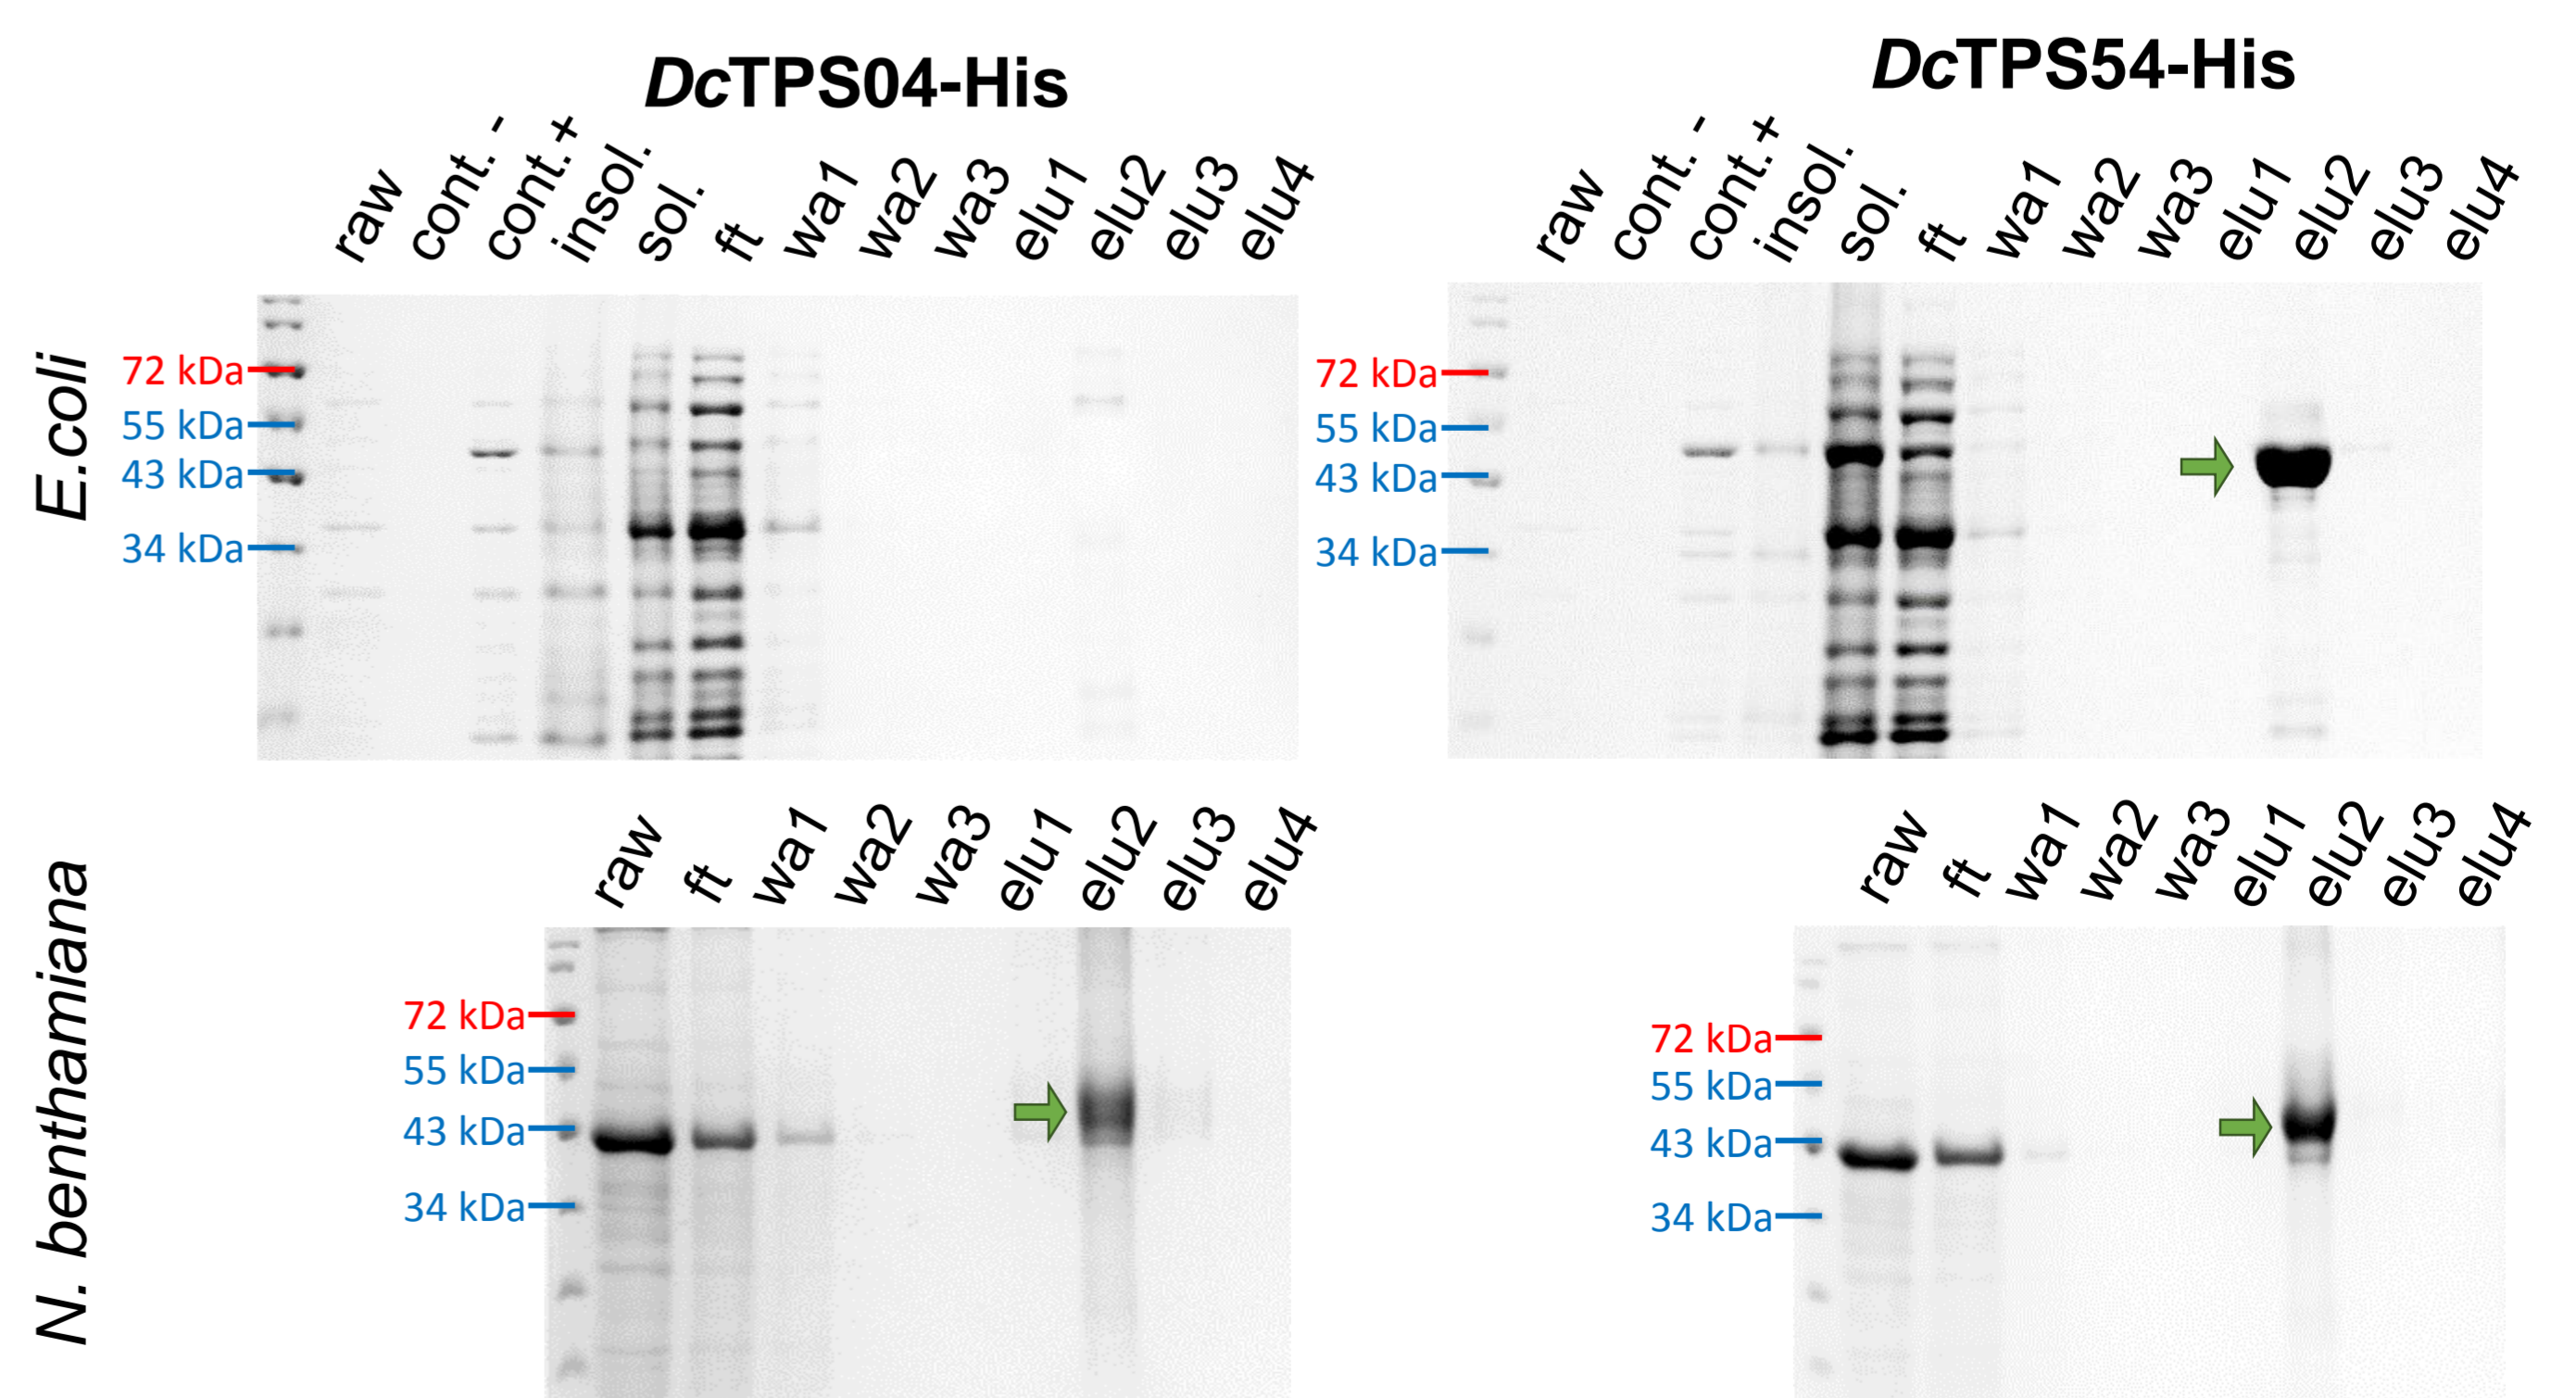 DcTPS04-His
DcTPS54-His
raw cont. - cont.+ insol. sol. ft wa1 wa2 wa3 elu1 elu2 elu3 elu4
raw cont. - cont.+ insol. sol. ft wa1 wa2 wa3 elu1 elu2 elu3 elu4
E.coli
72 kDa
55 kDa
43 kDa
34 kDa
72 kDa
55 kDa
43 kDa
34 kDa
raw ft wa1 wa2 wa3 elu1 elu2 elu3 elu4
raw ft wa1 wa2 wa3 elu1 elu2 elu3 elu4
N. benthamiana
72 kDa
55 kDa
43 kDa
34 kDa
72 kDa
55 kDa
43 kDa
34 kDa